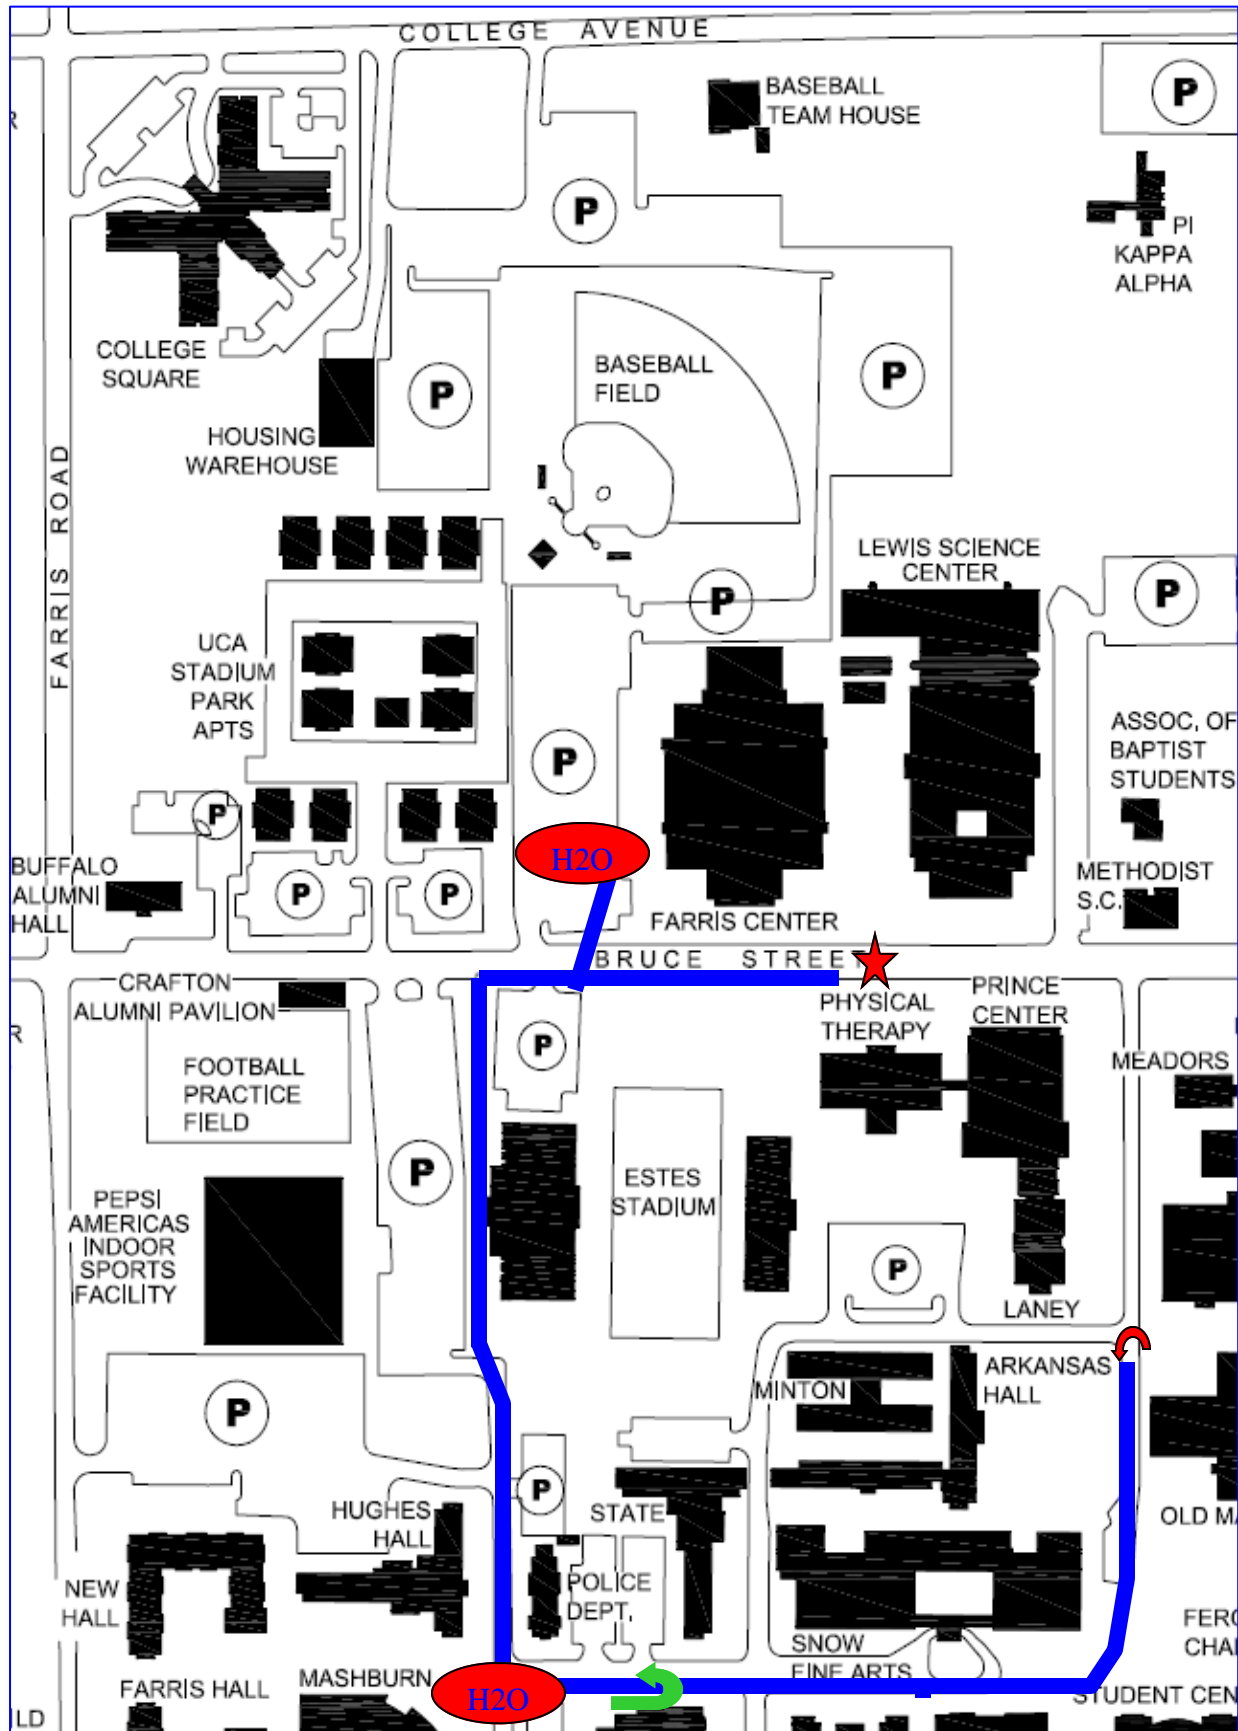 COLLEGE AVENUE
BASEBALL
TEAM HOUSE
P
R
P
PI
KAPPA
ALPHA
COLLEGE
SQUARE
BASEBALL
FIELD
P
P
HOUSING
WAREHOUSE
FARRIS ROAD
LEWIS SCIENCE
CENTER
P
P
UCA
STADIUM
PARK
APTS
ASSOC. OF
BAPTIST
STUDENTS
P
P
H2O
BUFFALO
ALUMNI
HALL
P
P
METHODIST
S.C.
FARRIS CENTER
BRUCE STREET
CRAFTON
ALUMNI PAVILION
PHYSICAL
THERAPY
PRINCE
CENTER
R
P
MEADORS
FOOTBALL
PRACTICE
FIELD
P
ESTES
STADIUM
PEPSI
AMERICAS
INDOOR
SPORTS
FACILITY
P
LANEY
ARKANSAS
HALL
MINTON
P
P
STATE
HUGHES
HALL
OLD MA
NEW
HALL
POLICE
DEPT.
SNOW
FINE ARTS
FERG
CHA
FARRIS HALL
MASHBURN
H2O
STUDENT CEN
LD